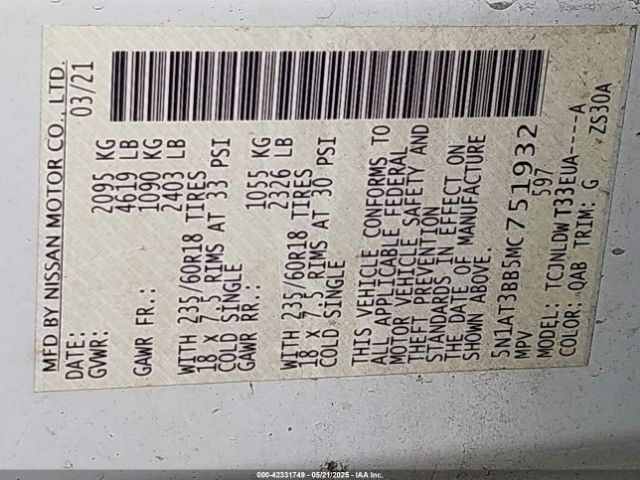 MFD BY NISSAN MOTOR CO., LTD.
DATE: 03/21
GVWR: 2095 KG
4619 LB
GAWR FR.: 1090 KG
2403 LB
WITH 235/60R18 TIRES
18 X 7.5 RIMS AT 33 PSI
COLD SINGLE
GAWR RR.: 1055 KG
2326 LB
WITH 235/60R18 TIRES
18 X 7.5 RIMS AT 30 PSI
COLD SINGLE
THIS VEHICLE CONFORMS TO
ALL APPLICABLE FEDERAL
MOTOR VEHICLE SAFETY AND
THEFT PREVENTION
STANDARDS IN EFFECT ON
THE DATE OF MANUFACTURE
SHOWN ABOVE.
5N1AT3BB5MC751932
MPV 597
MODEL: TCJNLDWT33EUA----A
COLOR: QAB TRIM: G ZS30A
000-42331749 - 05/21/2025 - IAA Inc.